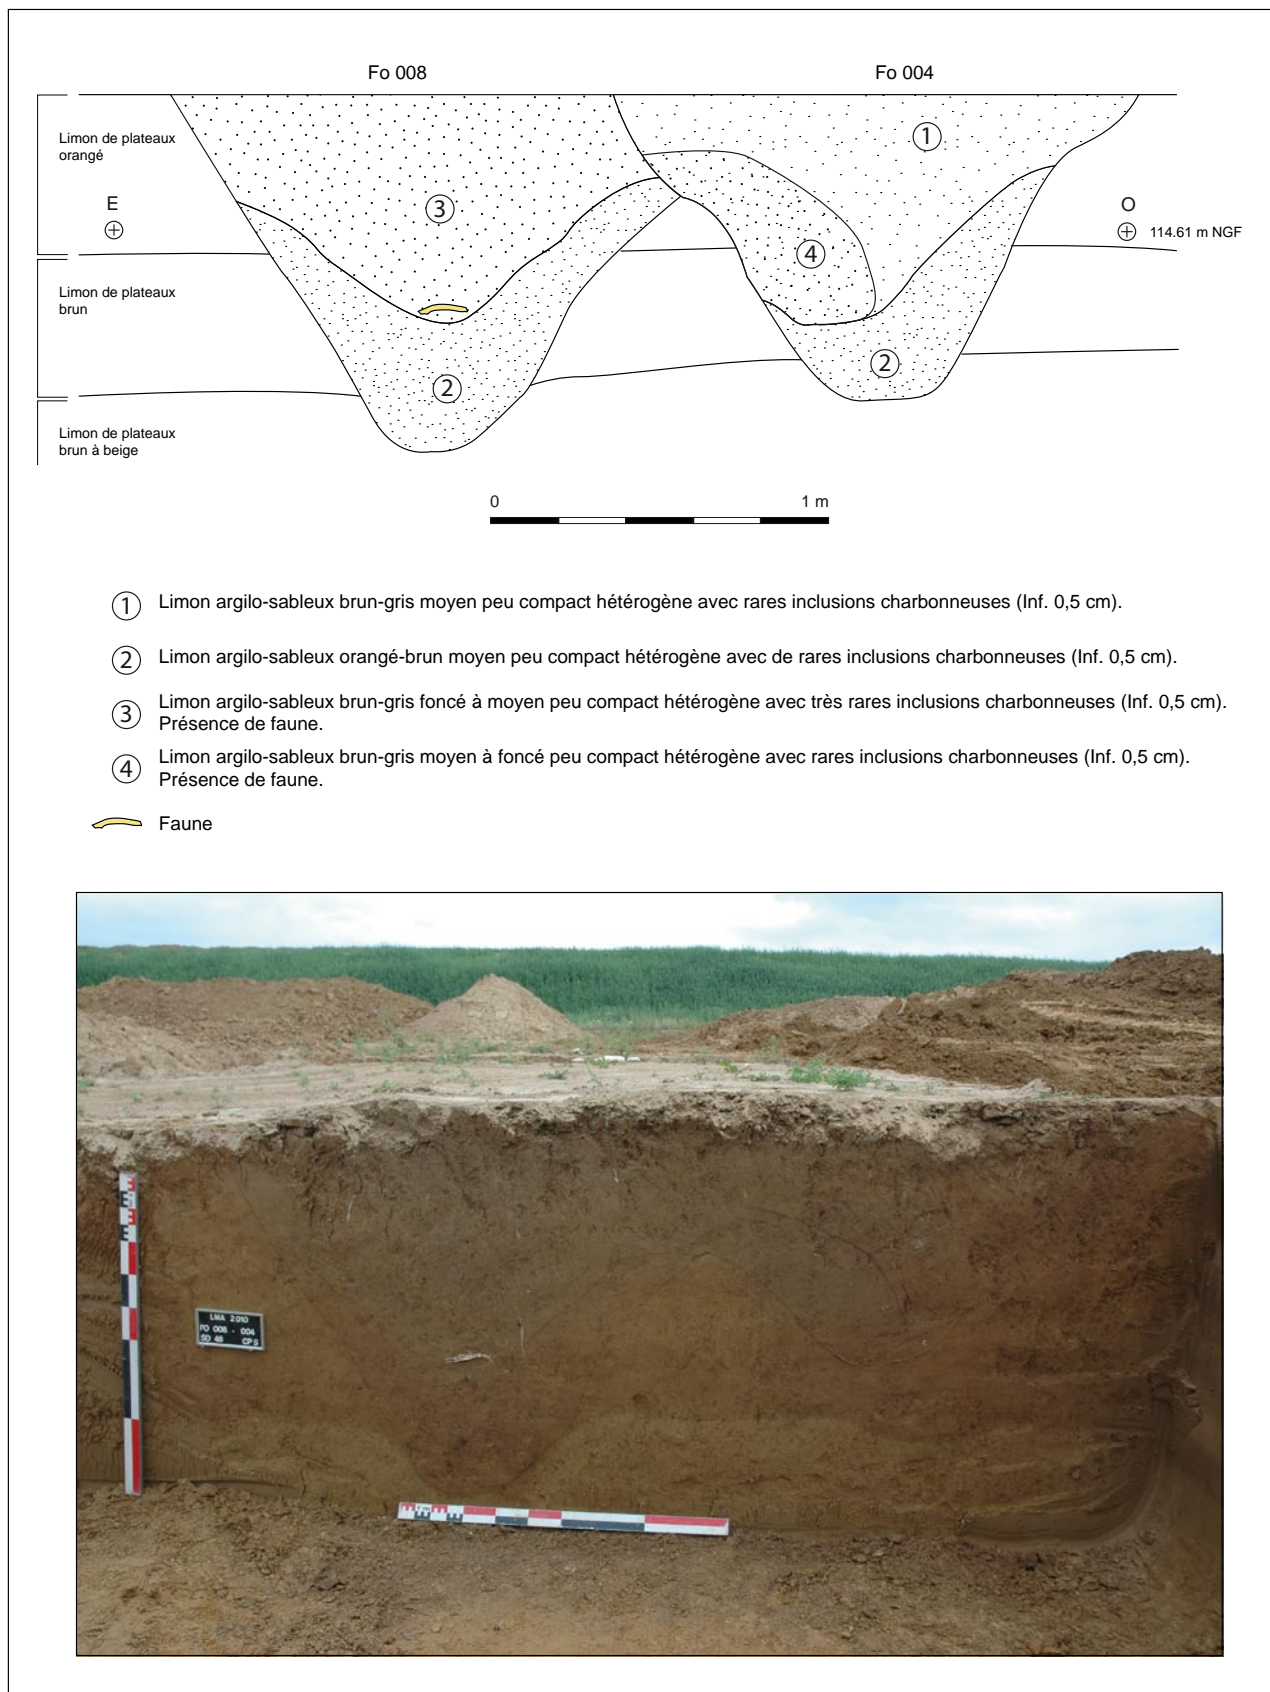 Fo 008
Fo 004
Limon de plateaux
orangé
E
O
114.61 m NGF
Limon de plateaux
brun
Limon de plateaux
brun à beige
1
3
4
2
2
0
1 m
1 Limon argilo-sableux brun-gris moyen peu compact hétérogène avec rares inclusions charbonneuses (Inf. 0,5 cm).
2 Limon argilo-sableux orangé-brun moyen peu compact hétérogène avec de rares inclusions charbonneuses (Inf. 0,5 cm).
3 Limon argilo-sableux brun-gris foncé à moyen peu compact hétérogène avec très rares inclusions charbonneuses (Inf. 0,5 cm).
Présence de faune.
4 Limon argilo-sableux brun-gris moyen à foncé peu compact hétérogène avec rares inclusions charbonneuses (Inf. 0,5 cm).
Présence de faune.
Faune
LMA 2010
FO 008 - 004
SD 46 CP 5
1m